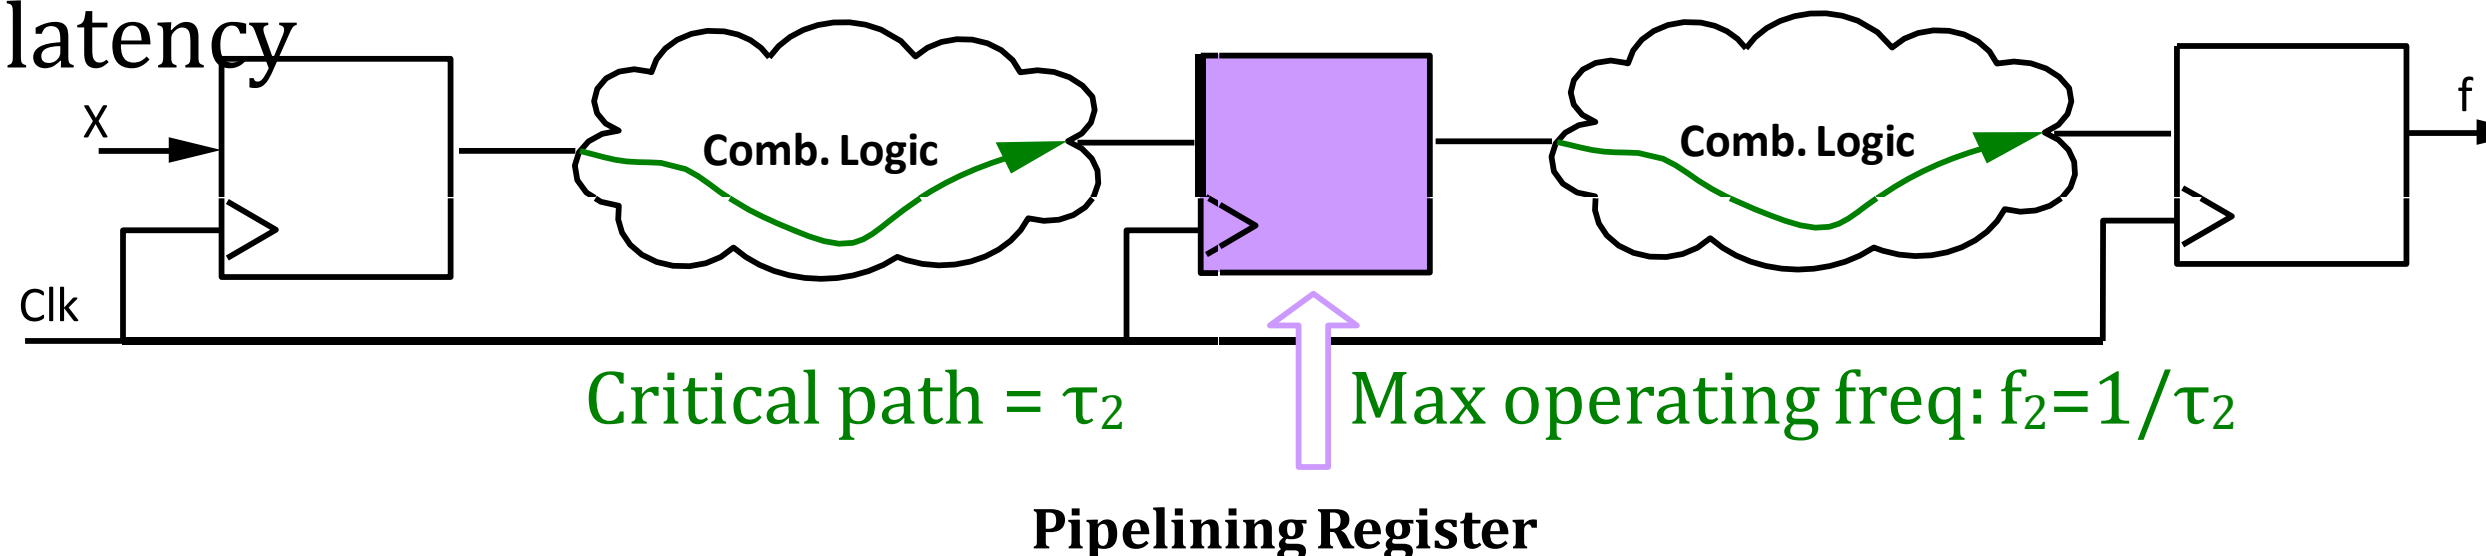 latency
X
Comb. Logic
Comb. Logic
f
Clk
Critical path = τ₂
Max operating freq: f₂=1/τ₂
Pipelining Register